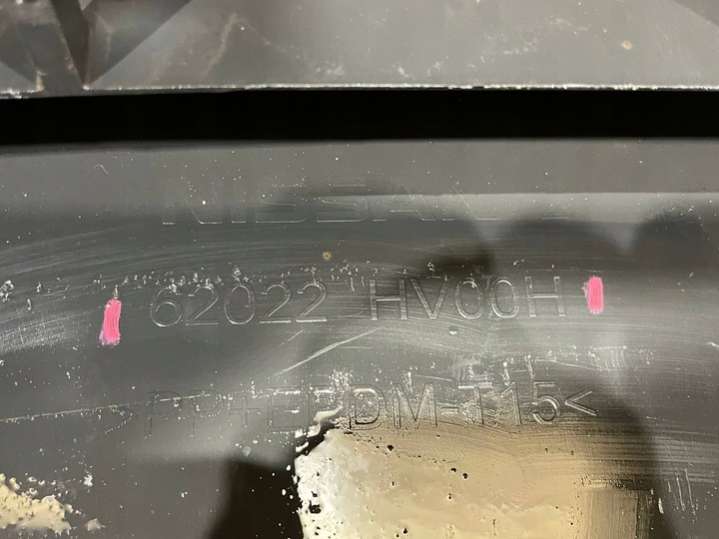 NISSAN
62022 HV00H
>PP+EPDM-T15<